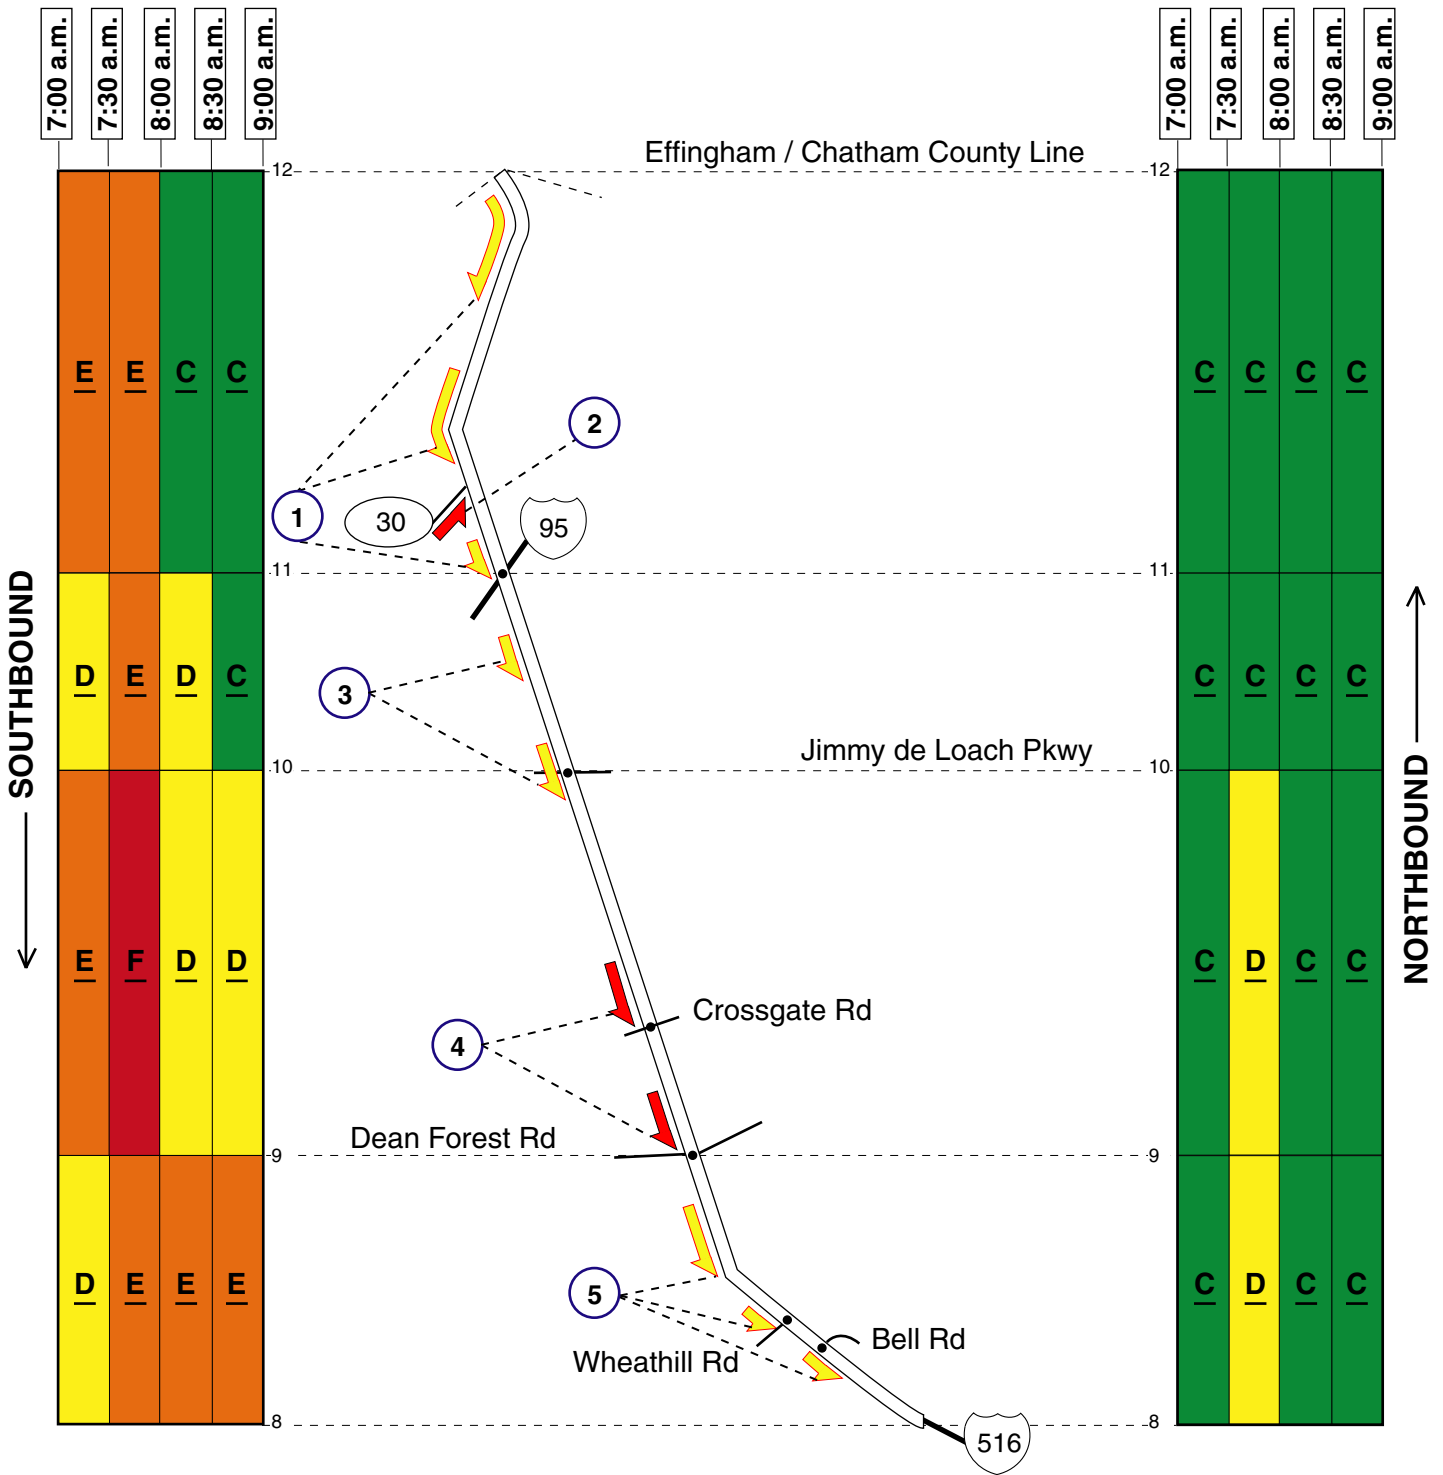 7:00 a.m.
7:30 a.m.
8:00 a.m.
8:30 a.m.
9:00 a.m.
7:00 a.m.
7:30 a.m.
8:00 a.m.
8:30 a.m.
9:00 a.m.
Effingham / Chatham County Line
12
12
E E C C
C C C C
2
1
30
95
11
11
SOUTHBOUND
NORTHBOUND
D E D C
3
C C C C
Jimmy de Loach Pkwy
10
10
E F D D
C D C C
Crossgate Rd
4
Dean Forest Rd
9
9
D E E E
5
C D C C
Bell Rd
Wheathill Rd
8
8
516